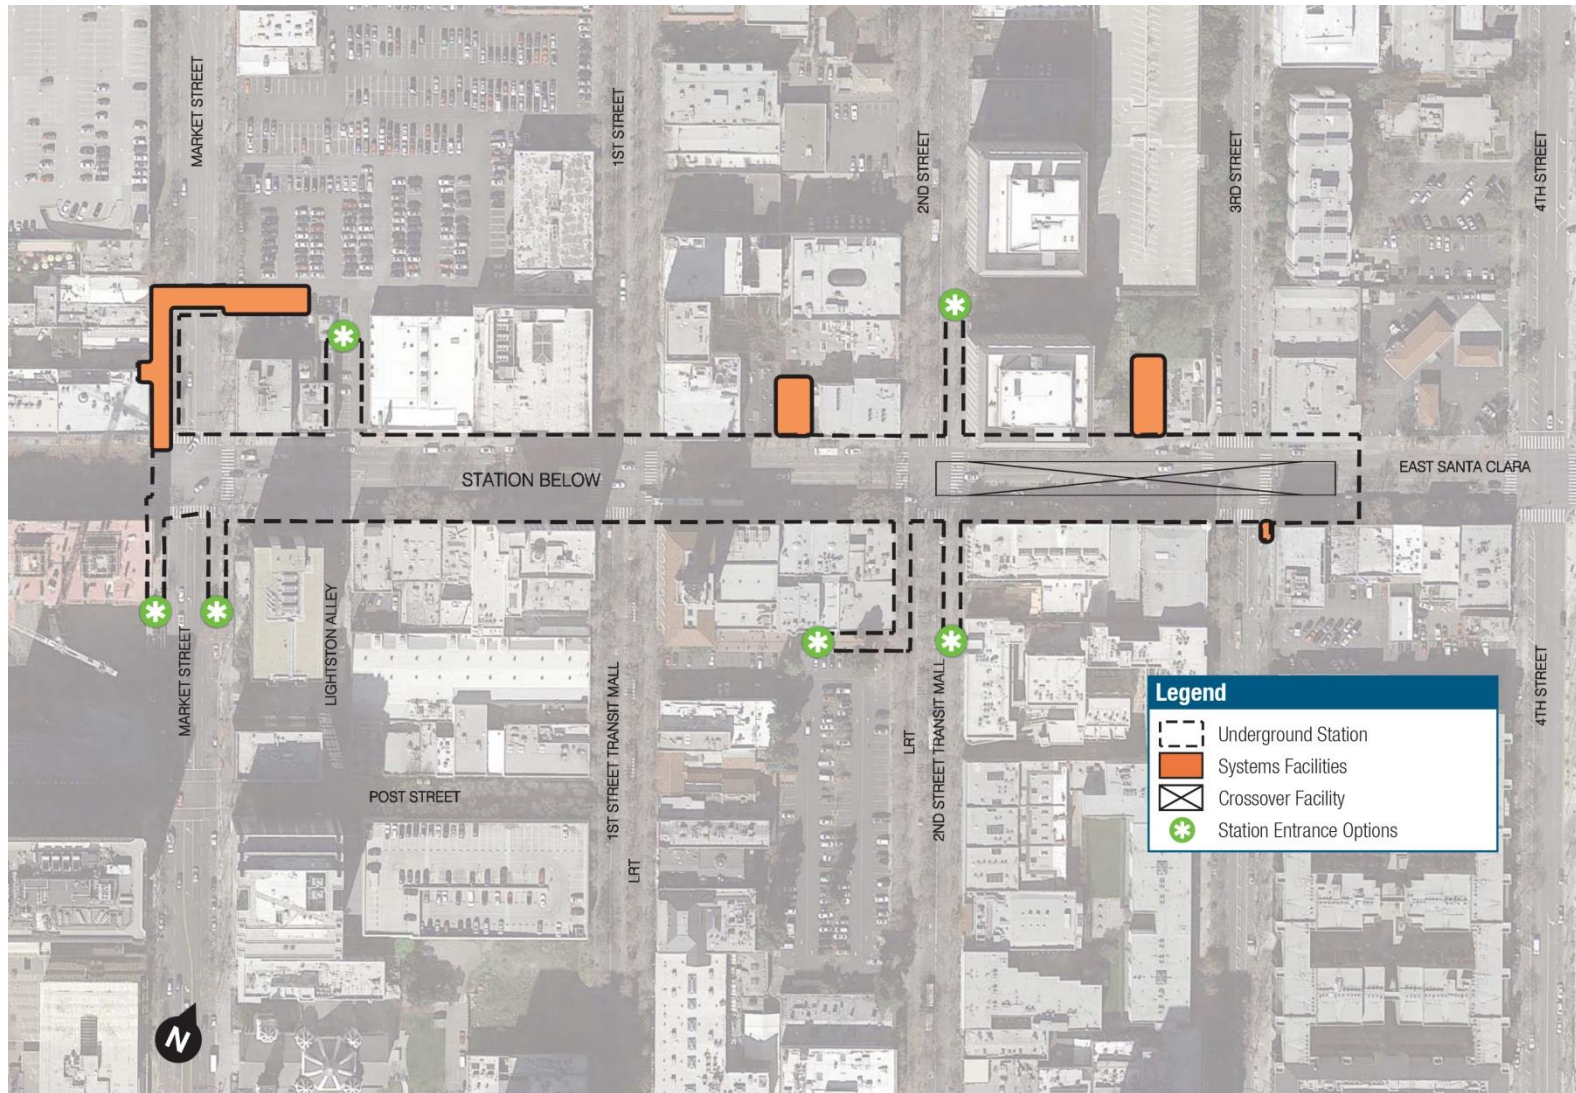 MARKET STREET
1ST STREET
2ND STREET
3RD STREET
4TH STREET
STATION BELOW
EAST SANTA CLARA
MARKET STREET
LIGHTSTON ALLEY
1ST STREET TRANSIT MALL
LRT
LRT
2ND STREET TRANSIT MALL
4TH STREET
POST STREET
Legend
Underground Station
Systems Facilities
Crossover Facility
Station Entrance Options
N